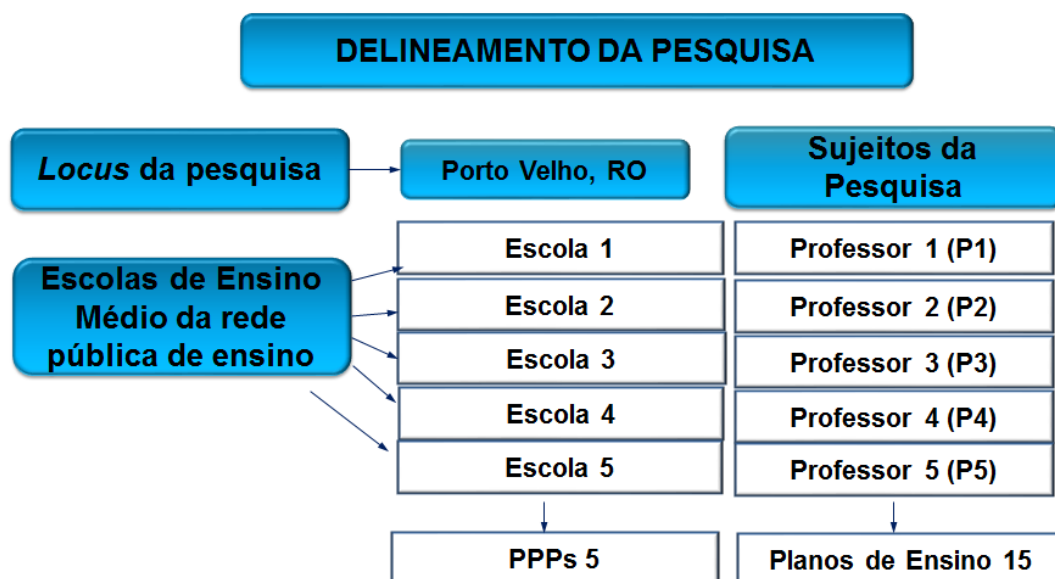 DELINEAMENTO DA PESQUISA
Locus da pesquisa
Porto Velho, RO
Sujeitos da
Pesquisa
Escolas de Ensino
Médio da rede
pública de ensino
Escola 1
Professor 1 (P1)
Escola 2
Professor 2 (P2)
Escola 3
Professor 3 (P3)
Escola 4
Professor 4 (P4)
Escola 5
Professor 5 (P5)
PPPs 5
Planos de Ensino 15